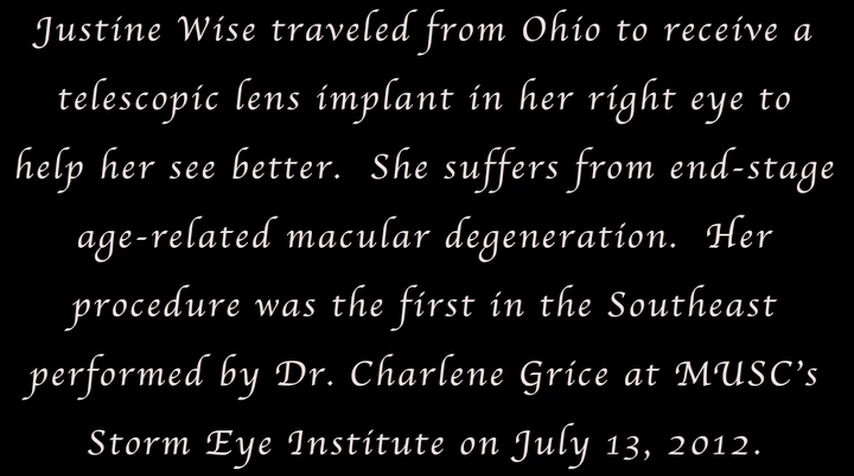 Justine Wise traveled from Ohio to receive a
telescopic lens implant in her right eye to
help her see better.  She suffers from end-stage
age-related macular degeneration.  Her
procedure was the first in the Southeast
performed by Dr. Charlene Grice at MUSC's
Storm Eye Institute on July 13, 2012.